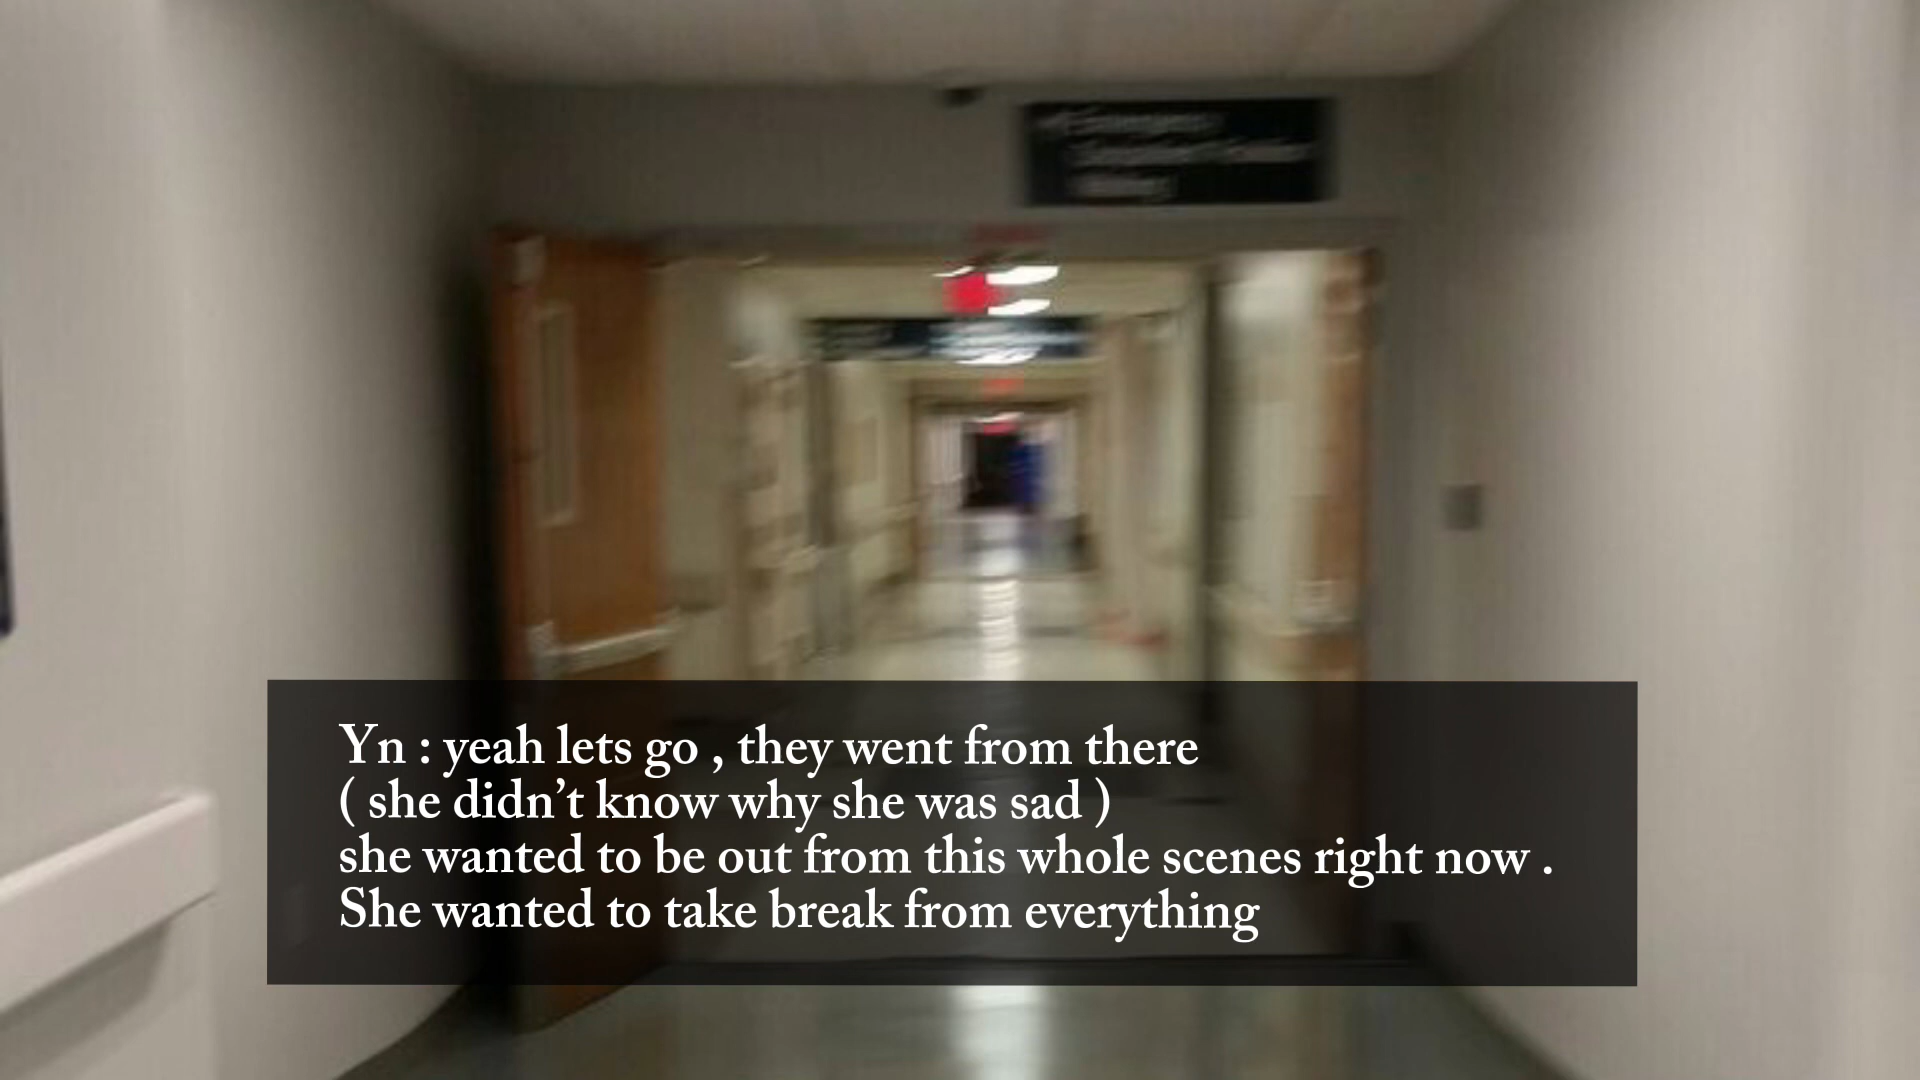 Yn : yeah lets go , they went from there
( she didn’t know why she was sad )
she wanted to be out from this whole scenes right now .
She wanted to take break from everything